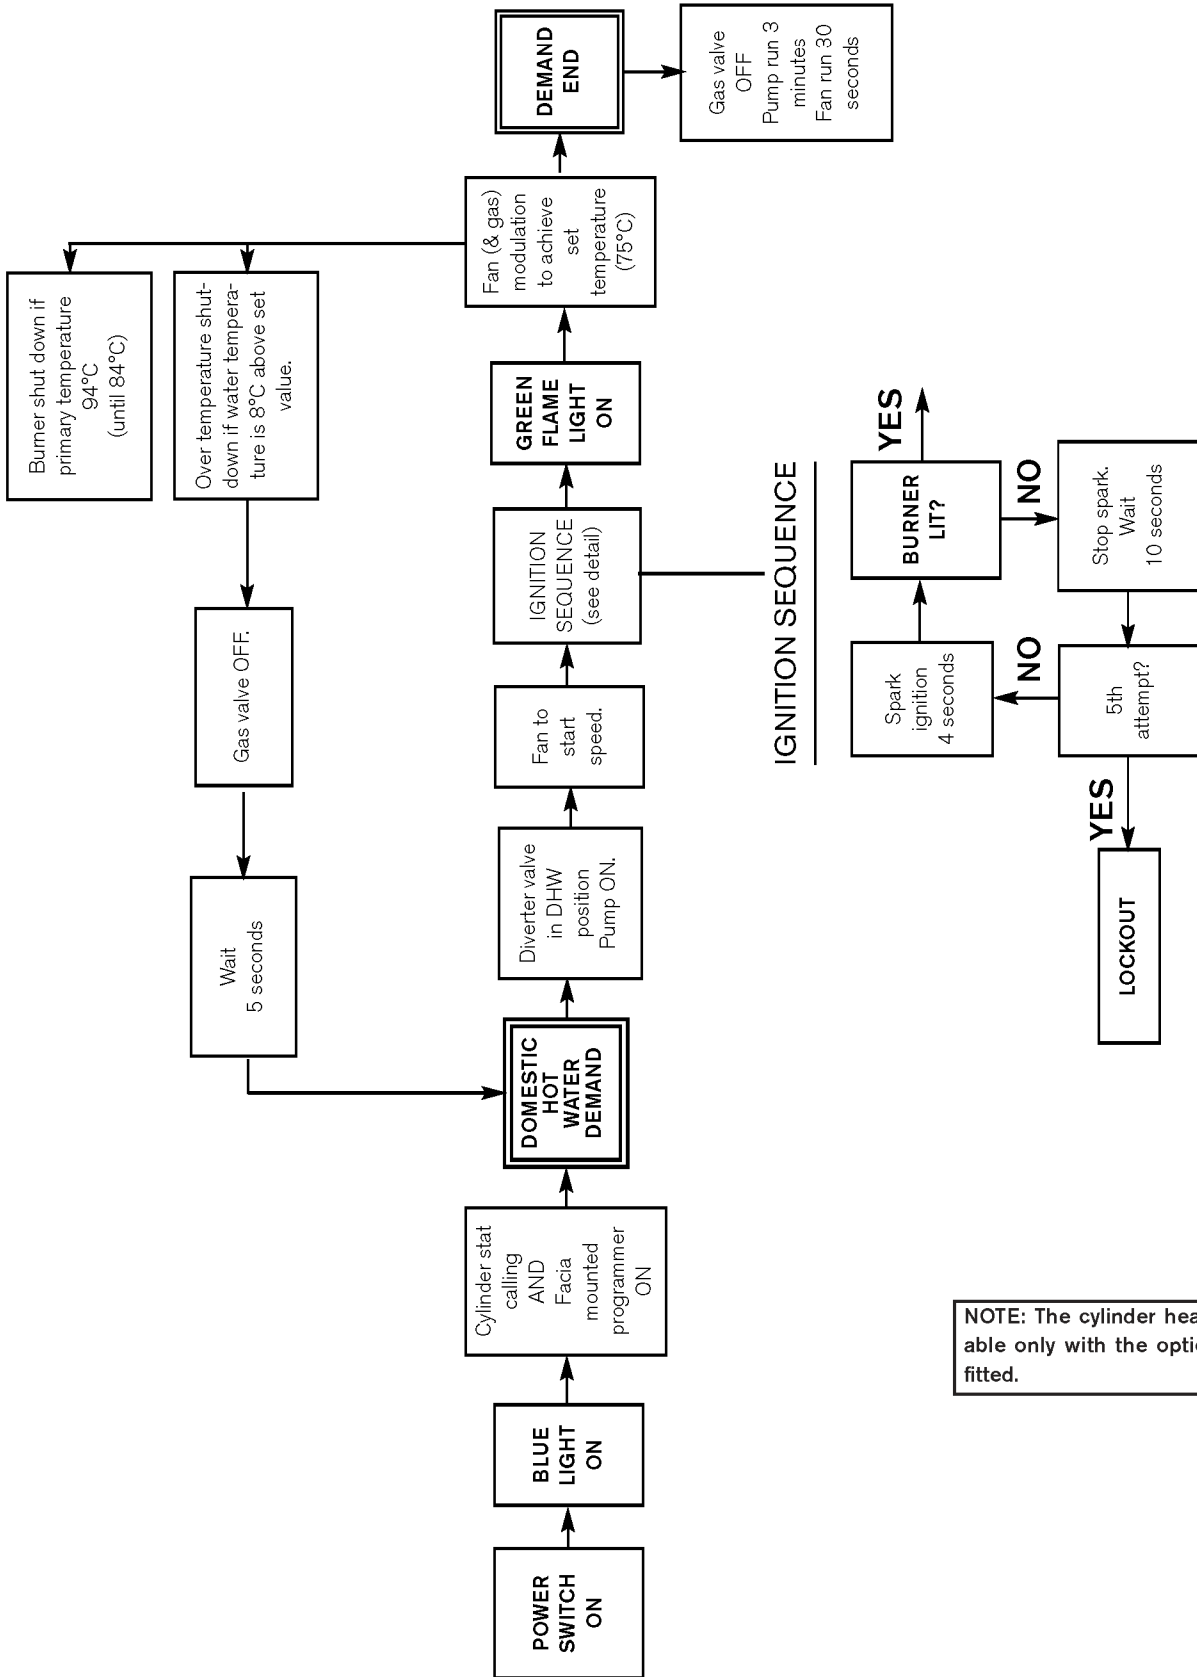 POWER
SWITCH
ON
BLUE
LIGHT
ON
Cylinder stat
calling
AND
Facia
mounted
programmer
ON
DOMESTIC
HOT
WATER
DEMAND
Diverter valve
in DHW
position
Pump ON.
Fan to
start
speed.
IGNITION
SEQUENCE
(see detail)
GREEN
FLAME
LIGHT
ON
Fan (& gas)
modulation
to achieve
set
temperature
(75°C)
DEMAND
END
Gas valve
OFF
Pump run 3
minutes
Fan run 30
seconds
Burner shut down if
primary temperature
94°C
(until 84°C)
Over temperature shut-
down if water tempera-
ture is 8°C above set
value.
Gas valve OFF.
Wait
5 seconds
IGNITION SEQUENCE
Spark
ignition
4 seconds
BURNER
LIT?
YES
NO
Stop spark.
Wait
10 seconds
5th
attempt?
NO
YES
LOCKOUT
NOTE: The cylinder hea
able only with the optio
fitted.